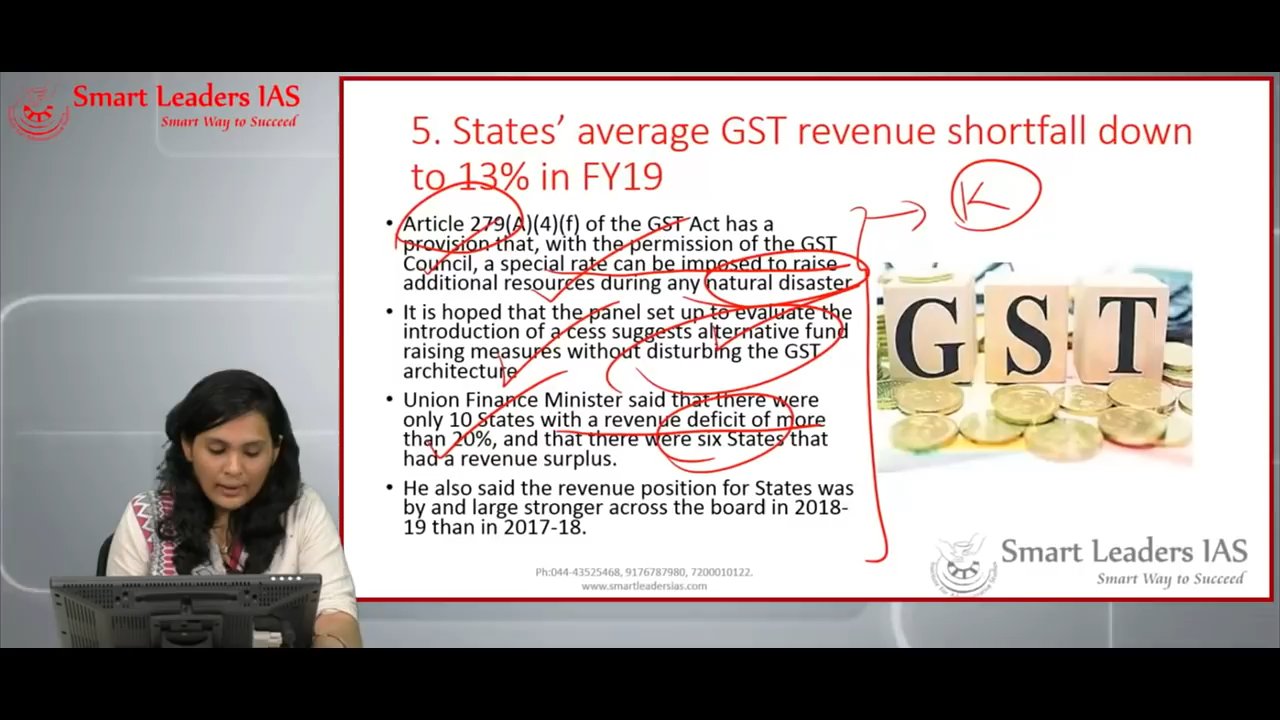 Smart Leaders IAS
Smart Way to Succeed
5. States’ average GST revenue shortfall down
to 13% in FY19
• Article 279(A)(4)(f) of the GST Act has a
provision that, with the permission of the GST
Council, a special rate can be imposed to raise
additional resources during any natural disaster.
• It is hoped that the panel set up to evaluate the
introduction of a cess suggests alternative fund
raising measures without disturbing the GST
architecture
• Union Finance Minister said that there were
only 10 States with a revenue deficit of more
than 20%, and that there were six States that
had a revenue surplus.
• He also said the revenue position for States was
by and large stronger across the board in 2018-
19 than in 2017-18.
K
GST
Smart Leaders IAS
Smart Way to Succeed
Ph:044-43525468, 9176787980, 7200010122.
www.smartleadersias.com